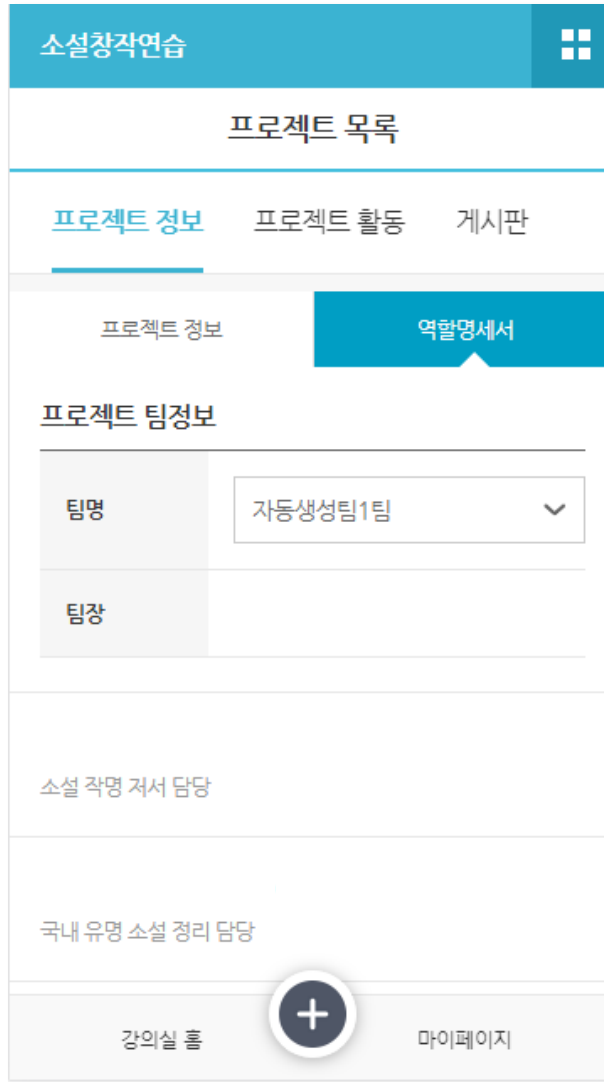 소설창작연습
프로젝트 목록
프로젝트 정보 프로젝트 활동 게시판
프로젝트 정보 역할명세서
프로젝트 팀정보
팀명 자동생성팀1팀
팀장
소설 작명 저서 담당
국내 유명 소설 정리 담당
강의실 홈 마이페이지